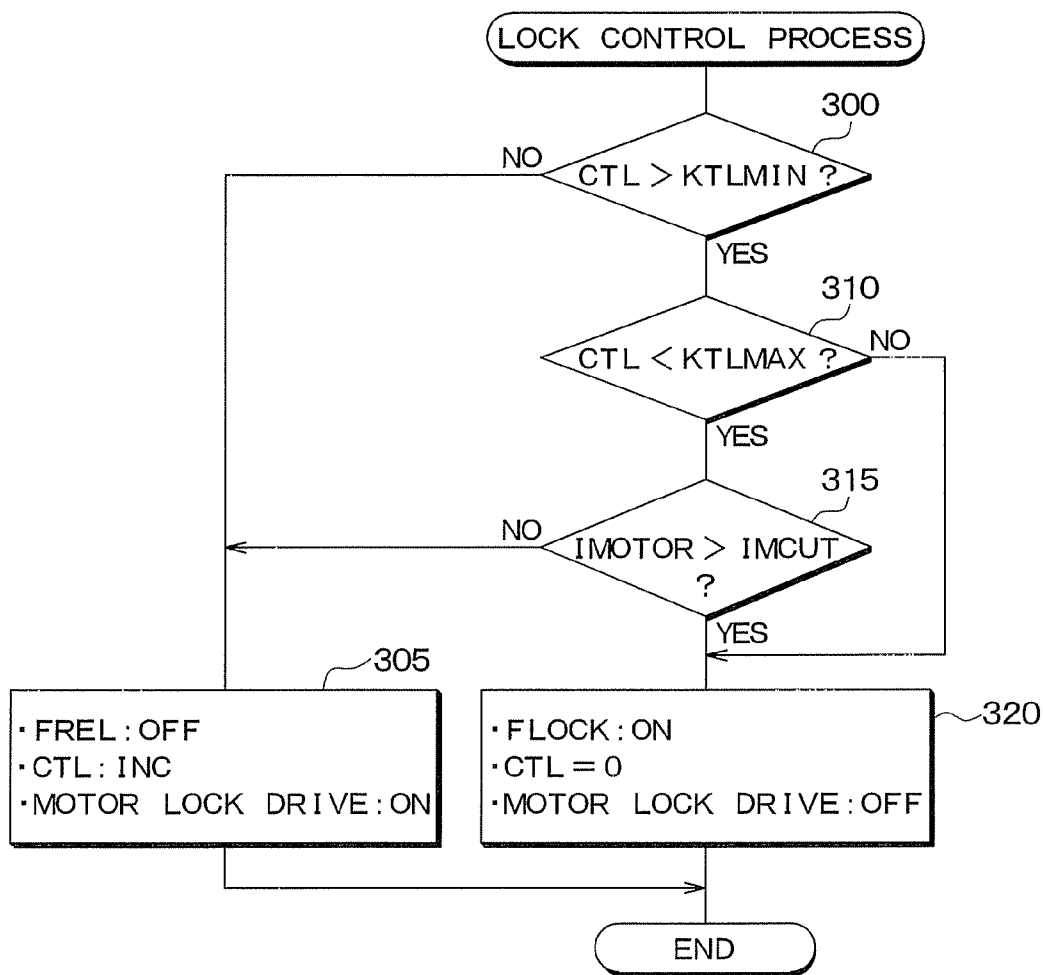 LOCK CONTROL PROCESS
300
NO
CTL > KTLMIN ?
YES
310
CTL < KTLMAX ?
NO
YES
315
NO
IMOTOR > IMCUT
?
YES
305
·FREL:OFF
·CTL:INC
·MOTOR LOCK DRIVE:ON
320
·FLOCK:ON
·CTL=0
·MOTOR LOCK DRIVE:OFF
END